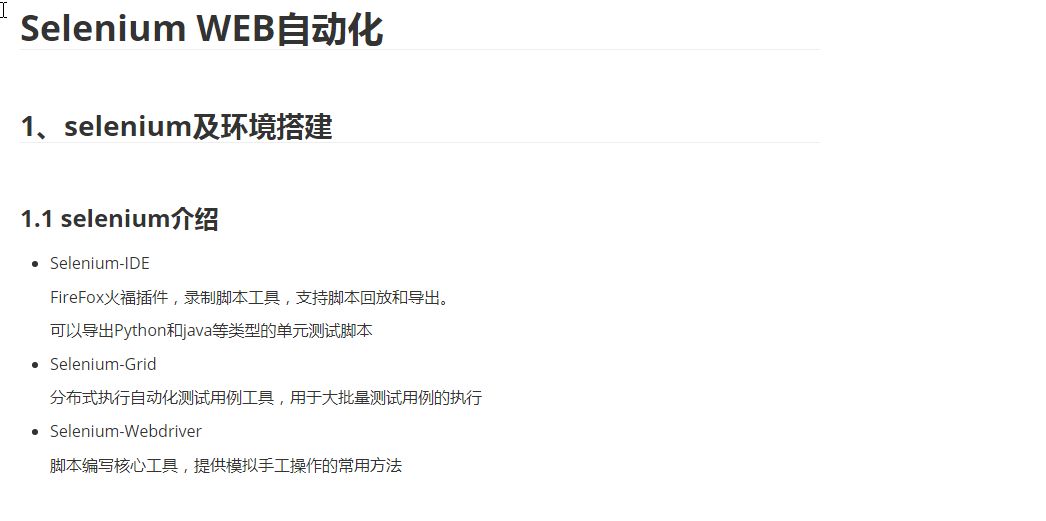 Selenium WEB自动化
1、selenium及环境搭建
1.1 selenium介绍
Selenium-IDE
FireFox火福插件，录制脚本工具，支持脚本回放和导出。
可以导出Python和java等类型的单元测试脚本
Selenium-Grid
分布式执行自动化测试用例工具，用于大批量测试用例的执行
Selenium-Webdriver
脚本编写核心工具，提供模拟手工操作的常用方法